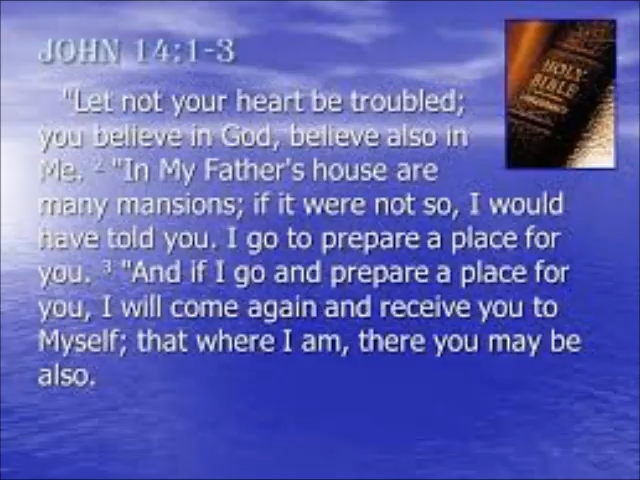 JOHN 14:1-3
"Let not your heart be troubled;
you believe in God, believe also in
Me. 2 "In My Father's house are
many mansions; if it were not so, I would
have told you. I go to prepare a place for
you. 3 "And if I go and prepare a place for
you, I will come again and receive you to
Myself; that where I am, there you may be
also.
HOLY
BIBLE